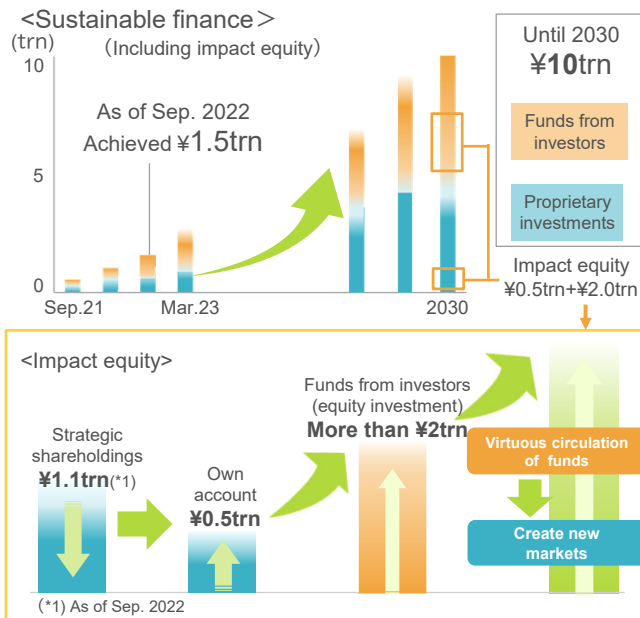 <Sustainable finance>
(trn)
(Including impact equity)
10
5
0
As of Sep. 2022
Achieved ¥1.5trn
Sep.21
Mar.23
2030
Until 2030
¥10trn
Funds from
investors
Proprietary
investments
Impact equity
¥0.5trn+¥2.0trn
<Impact equity>
Strategic
shareholdings
¥1.1trn(*1)
Own
account
¥0.5trn
Funds from investors
(equity investment)
More than ¥2trn
Virtuous circulation
of funds
Create new
markets
(*1) As of Sep. 2022